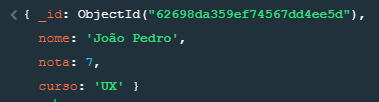 < { _id: ObjectId("62698da359ef74567dd4ee5d"),
nome: 'João Pedro',
nota: 7,
curso: 'UX' }